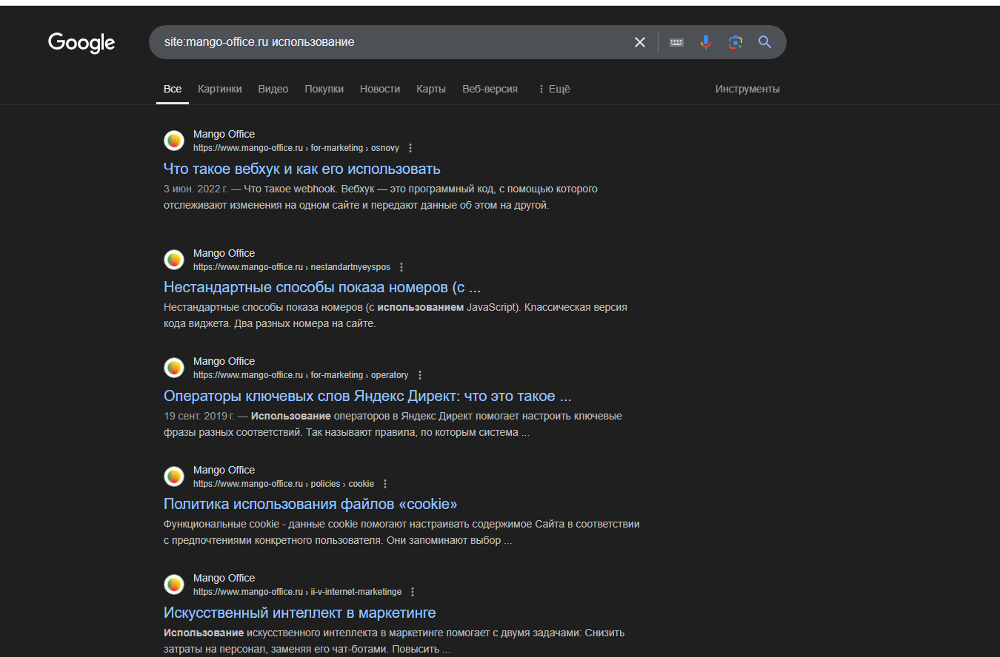 Google
site:mango-office.ru использование
Все Картинки Видео Покупки Новости Карты Веб-версия Ещё Инструменты
Mango Office
https://www.mango-office.ru › for-marketing › osnovy
Что такое вебхук и как его использовать
3 июн. 2022 г. — Что такое webhook. Вебхук — это программный код, с помощью которого
отслеживают изменения на одном сайте и передают данные об этом на другой.
Mango Office
https://www.mango-office.ru › nestandartnyeyspos
Нестандартные способы показа номеров (с ...
Нестандартные способы показа номеров (с использованием JavaScript). Классическая версия
кода виджета. Два разных номера на сайте.
Mango Office
https://www.mango-office.ru › for-marketing › operatory
Операторы ключевых слов Яндекс Директ: что это такое ...
19 сент. 2019 г. — Использование операторов в Яндекс Директ помогает настроить ключевые
фразы разных соответствий. Так называют правила, по которым система ...
Mango Office
https://www.mango-office.ru › policies › cookie
Политика использования файлов «cookie»
Функциональные cookie - данные cookie помогают настраивать содержимое Сайта в соответствии
с предпочтениями конкретного пользователя. Они запоминают выбор ...
Mango Office
https://www.mango-office.ru › ii-v-internet-marketinge
Искусственный интеллект в маркетинге
Использование искусственного интеллекта в маркетинге помогает с двумя задачами: Снизить
затраты на персонал, заменяя его чат-ботами. Повысить ...